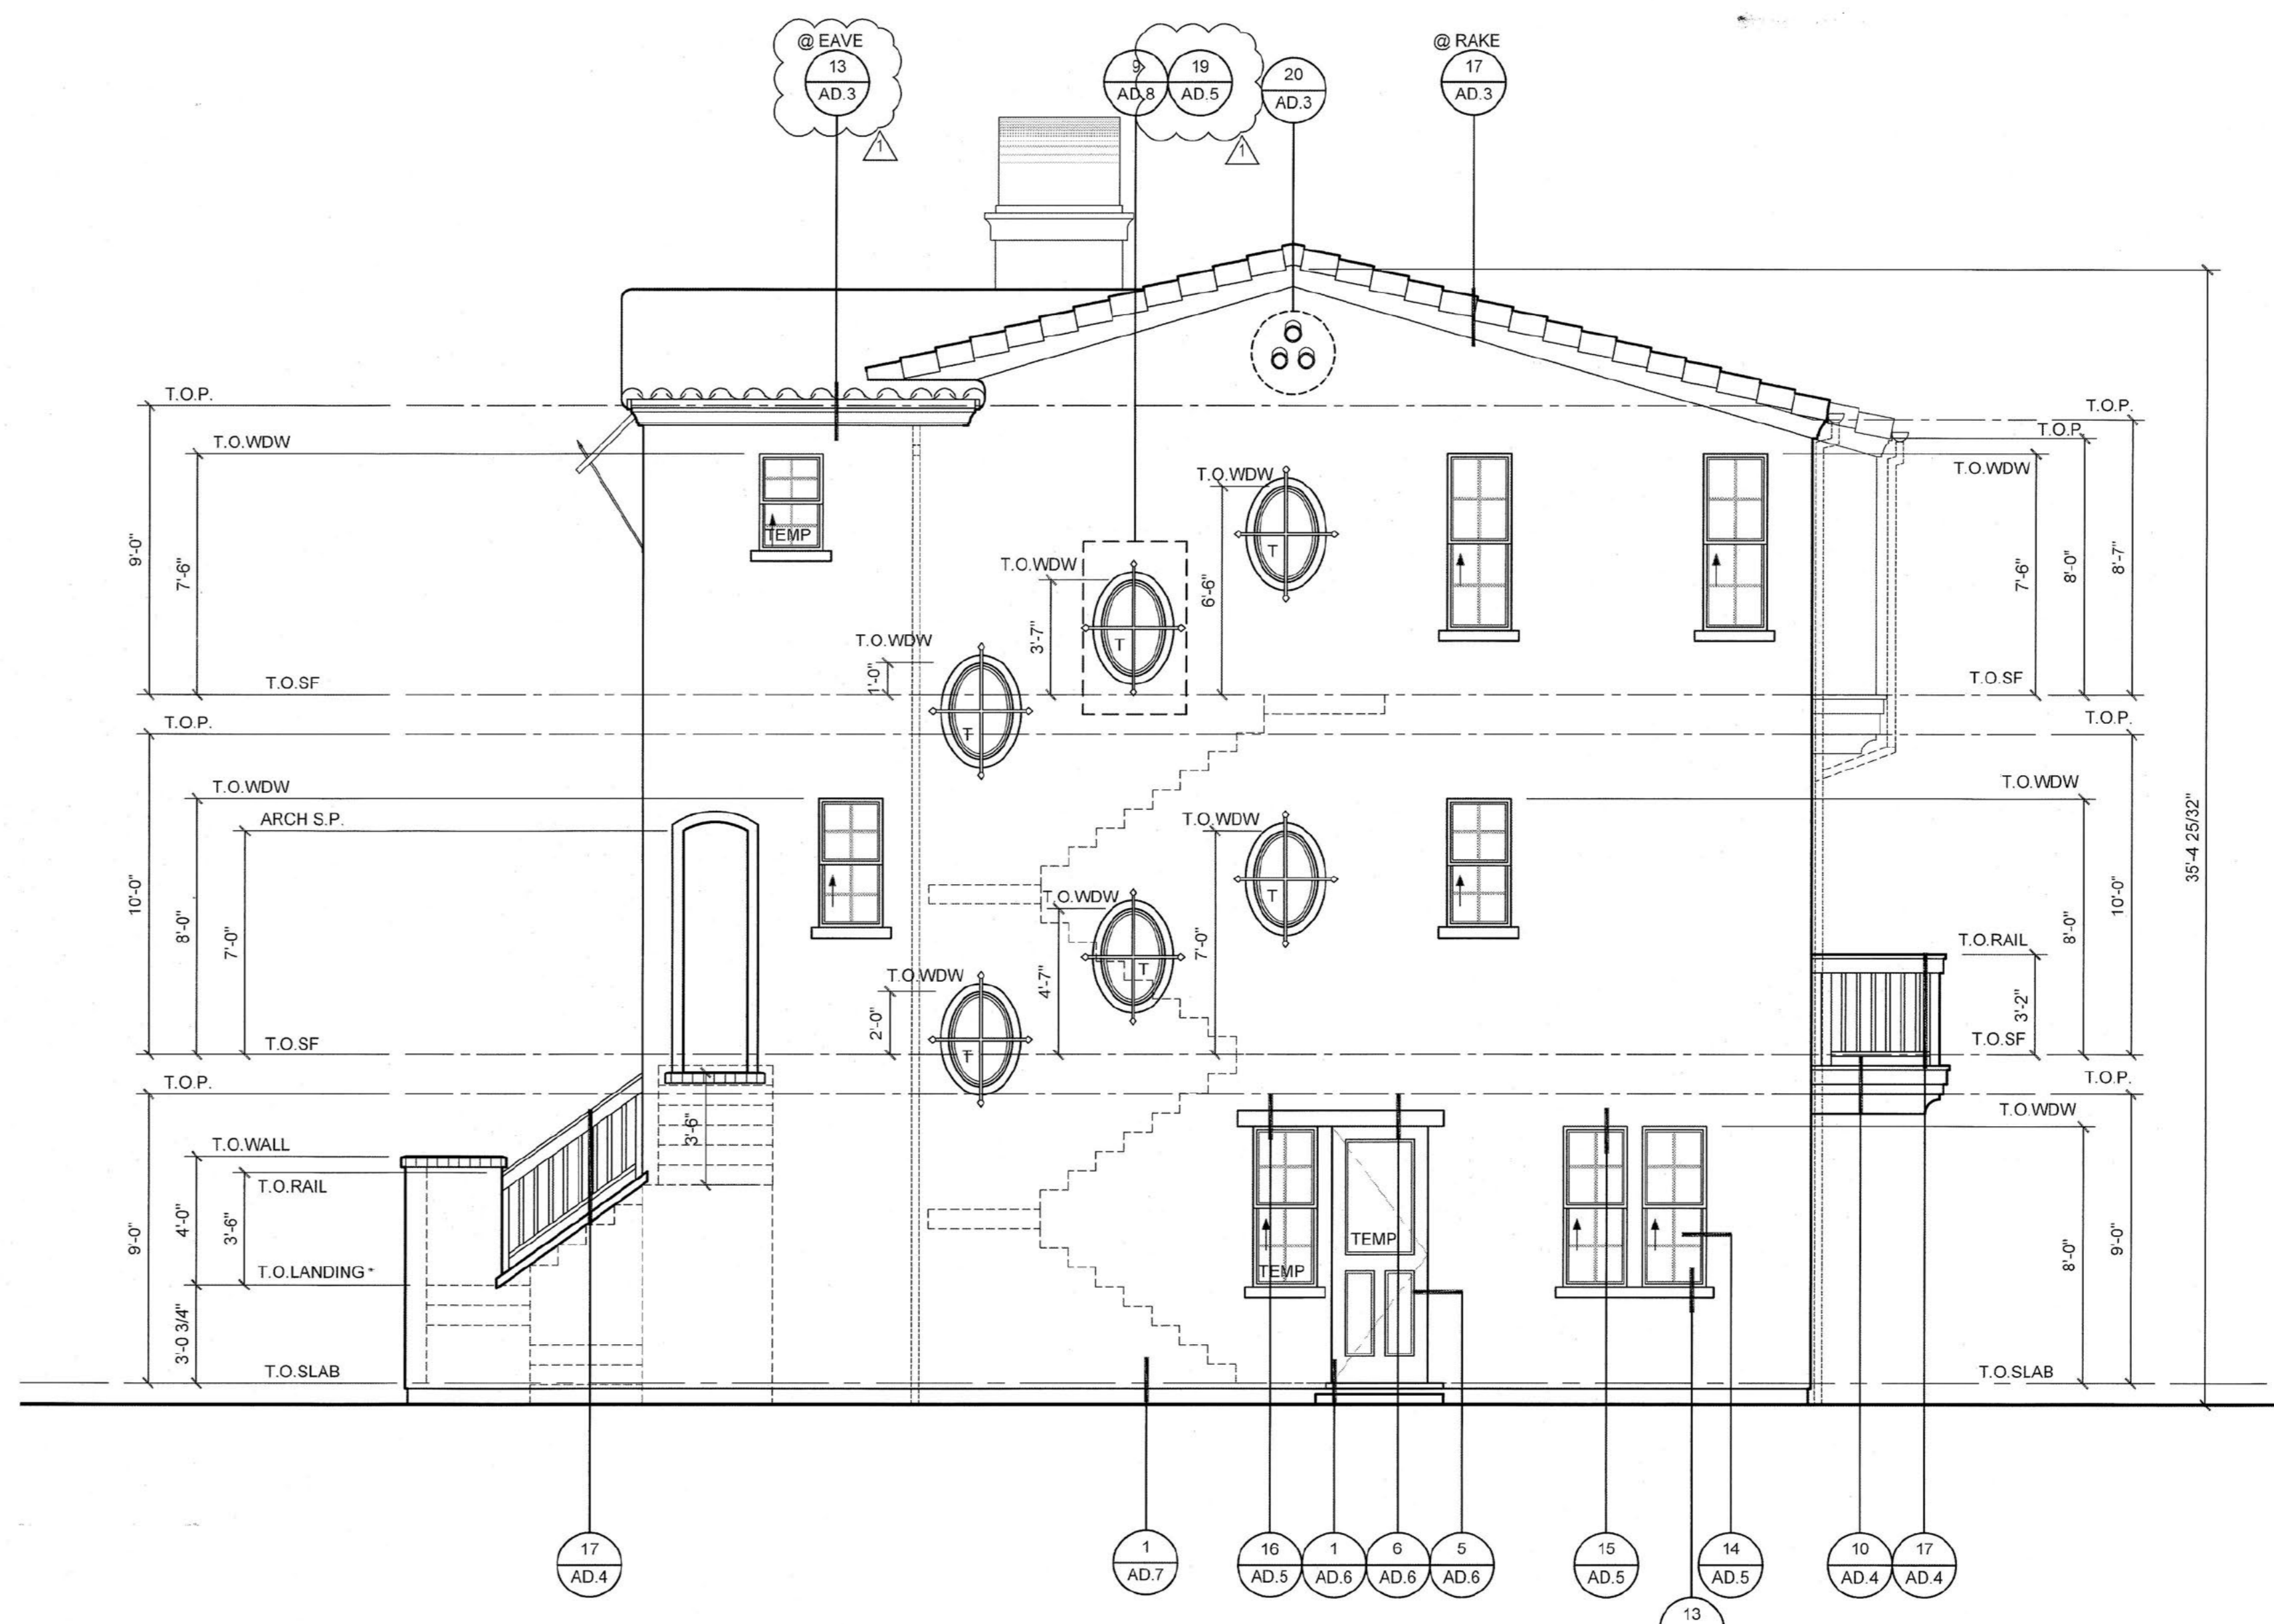 @ EAVE
13
AD.3
1
9
AD.8
19
AD.5
1
20
AD.3
@ RAKE
17
AD.3
T.O.P.
T.O.WDW
9'-0"
7'-6"
T.O.SF
TEMP
T.O.WDW
1'-0"
T
T.O.WDW
3'-7"
T
T.O.WDW
6'-6"
T
T.O.P.
T.O.P.
T.O.WDW
7'-6"
8'-0"
8'-7"
T.O.SF
35'-4 25/32"
T.O.P.
T.O.WDW
ARCH S.P.
10'-0"
8'-0"
7'-0"
T.O.SF
T.O.WDW
2'-0"
T
T.O.WDW
4'-7"
T
T.O.WDW
7'-0"
T
T.O.P.
T.O.WDW
T.O.RAIL
3'-2"
8'-0"
10'-0"
T.O.SF
T.O.P.
T.O.WALL
T.O.RAIL
9'-0"
4'-0"
3'-6"
T.O.LANDING*
3'-0 3/4"
T.O.SLAB
3'-6"
TEMP
TEMP
T.O.P.
T.O.WDW
8'-0"
9'-0"
T.O.SLAB
17
AD.4
1
AD.7
16
AD.5
1
AD.6
6
AD.6
5
AD.6
15
AD.5
14
AD.5
10
AD.4
17
AD.4
13